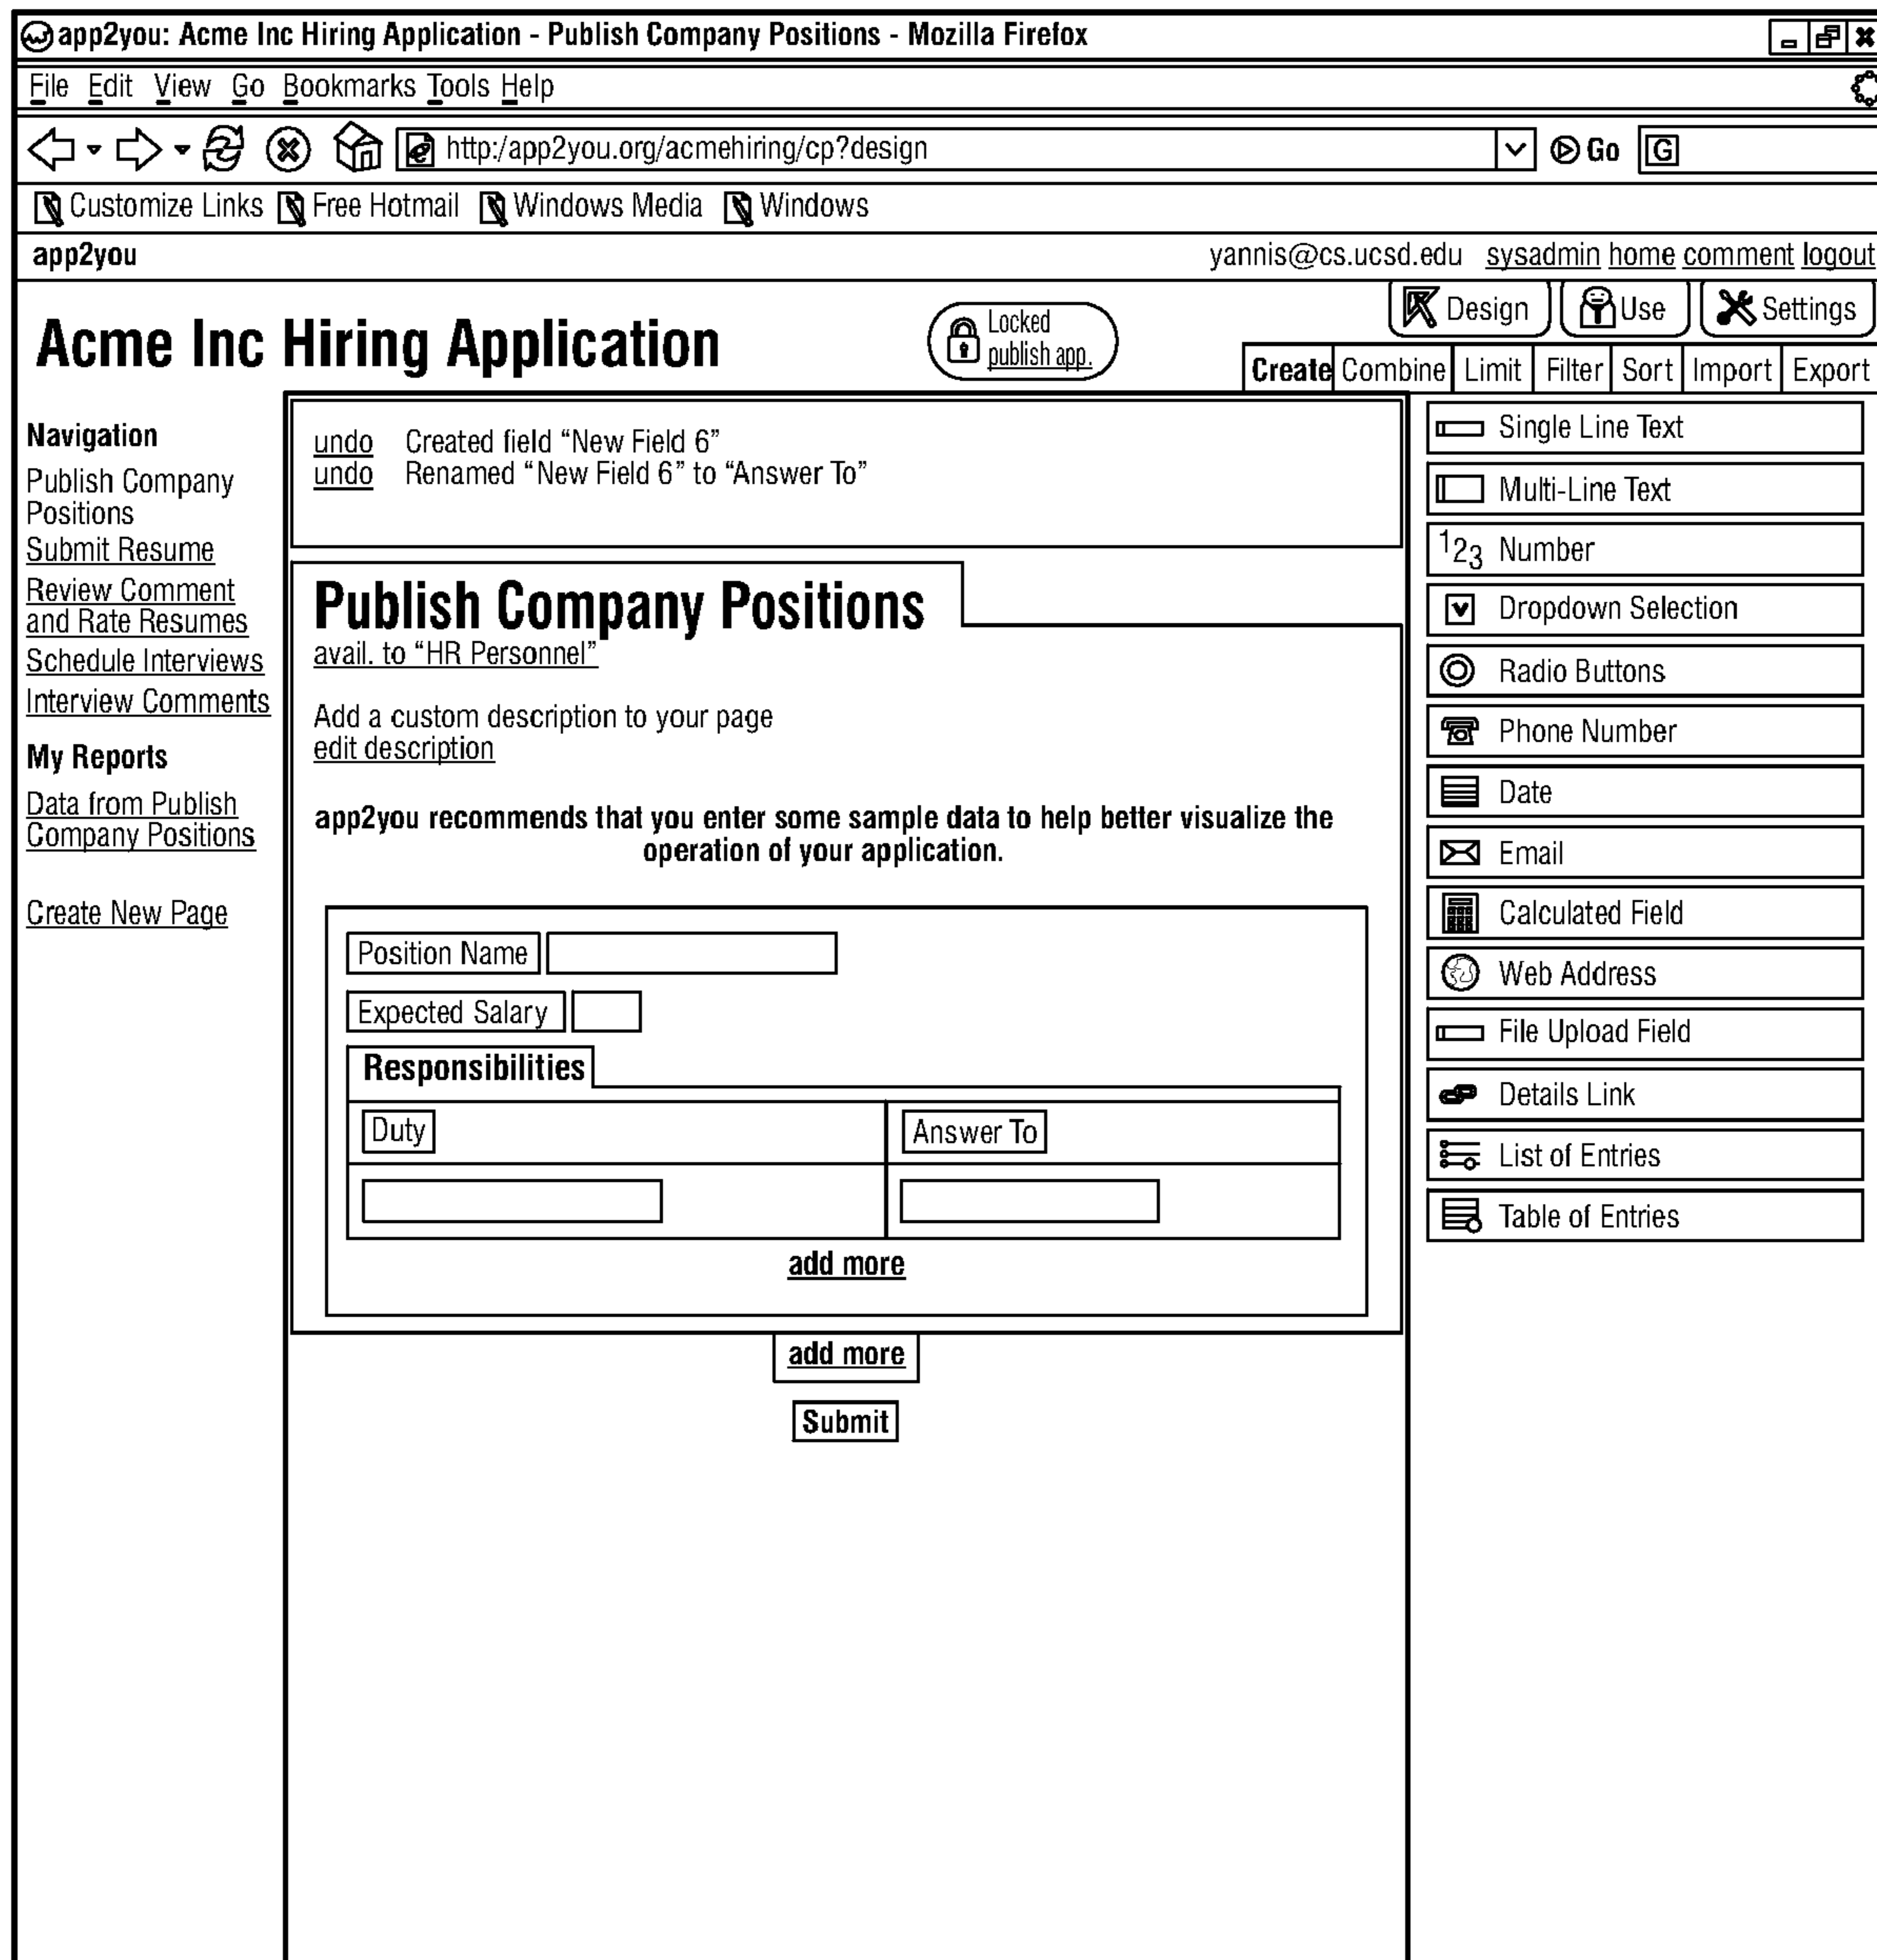 app2you: Acme Inc Hiring Application - Publish Company Positions - Mozilla Firefox
File Edit View Go Bookmarks Tools Help
http:/app2you.org/acmehiring/cp?design
Go
G
Customize Links Free Hotmail Windows Media Windows
app2you
yannis@cs.ucsd.edu sysadmin home comment logout
Acme Inc Hiring Application
Locked
publish app.
Design Use Settings
Create Combine Limit Filter Sort Import Export
Navigation
Publish Company
Positions
Submit Resume
Review Comment
and Rate Resumes
Schedule Interviews
Interview Comments
My Reports
Data from Publish
Company Positions
Create New Page
undo Created field “New Field 6”
undo Renamed “New Field 6” to “Answer To”
Publish Company Positions
avail. to “HR Personnel”
Add a custom description to your page
edit description
app2you recommends that you enter some sample data to help better visualize the
operation of your application.
Position Name
Expected Salary
Responsibilities
Duty Answer To
add more
add more
Submit
Single Line Text
Multi-Line Text
123 Number
Dropdown Selection
Radio Buttons
Phone Number
Date
Email
Calculated Field
Web Address
File Upload Field
Details Link
List of Entries
Table of Entries